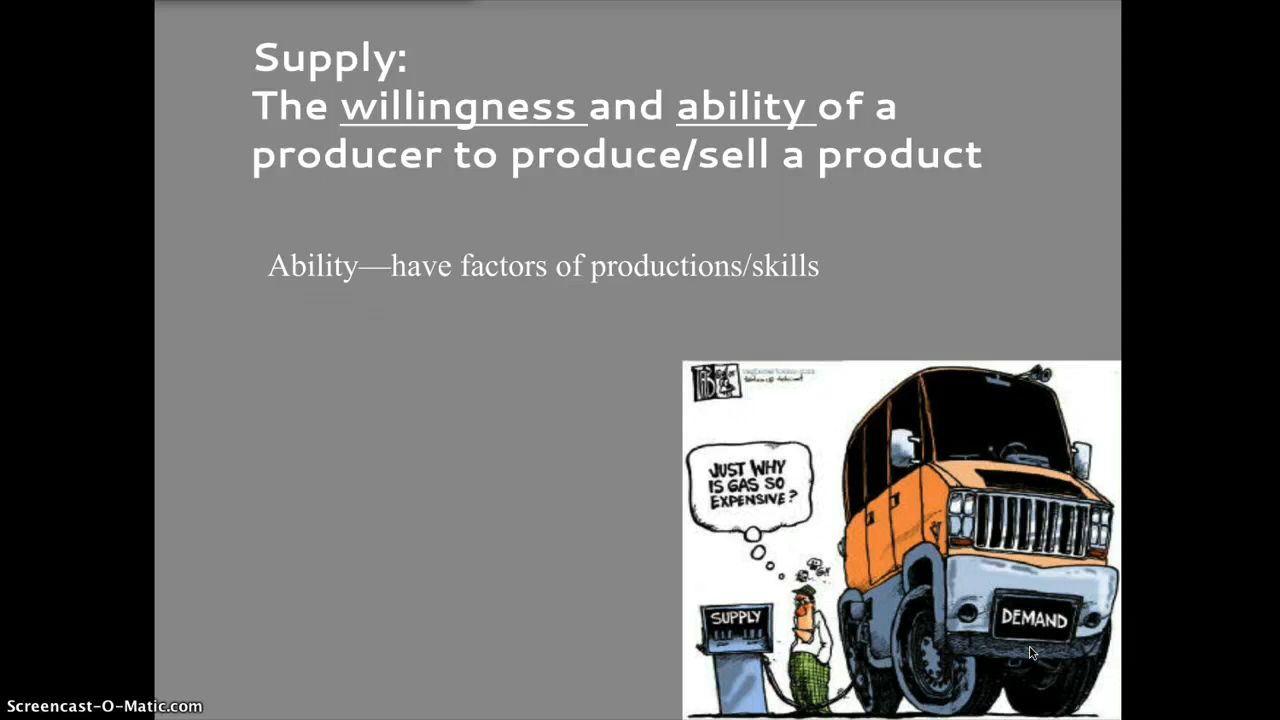 Supply:
The willingness and ability of a
producer to produce/sell a product
Ability—have factors of productions/skills
JUST WHY
IS GAS SO
EXPENSIVE?
SUPPLY
DEMAND
Screencast-O-Matic.com